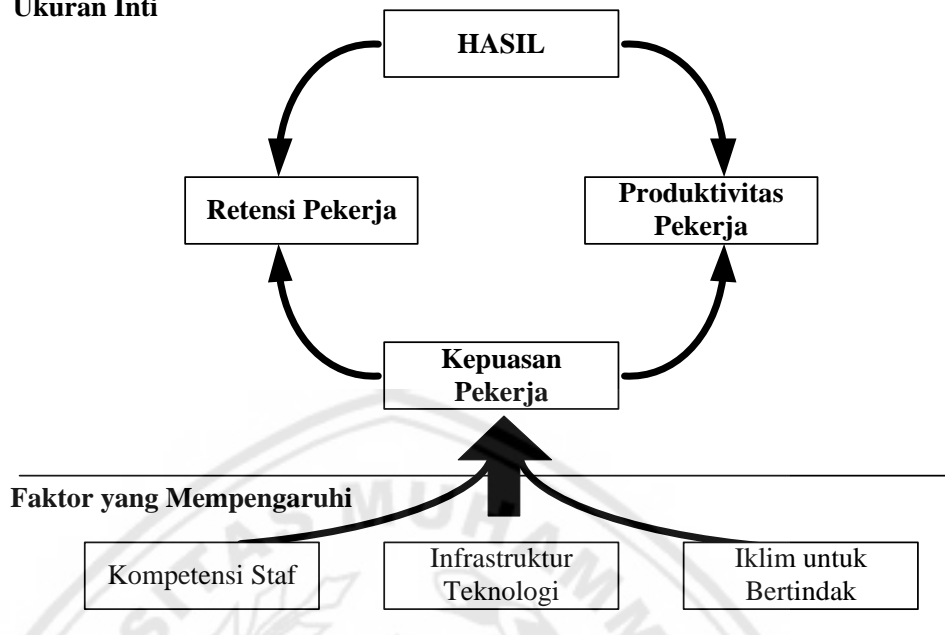 Ukuran Inti
HASIL
Retensi Pekerja
Produktivitas
Pekerja
Kepuasan
Pekerja
Faktor yang Mempengaruhi
Kompetensi Staf
Infrastruktur
Teknologi
Iklim untuk
Bertindak